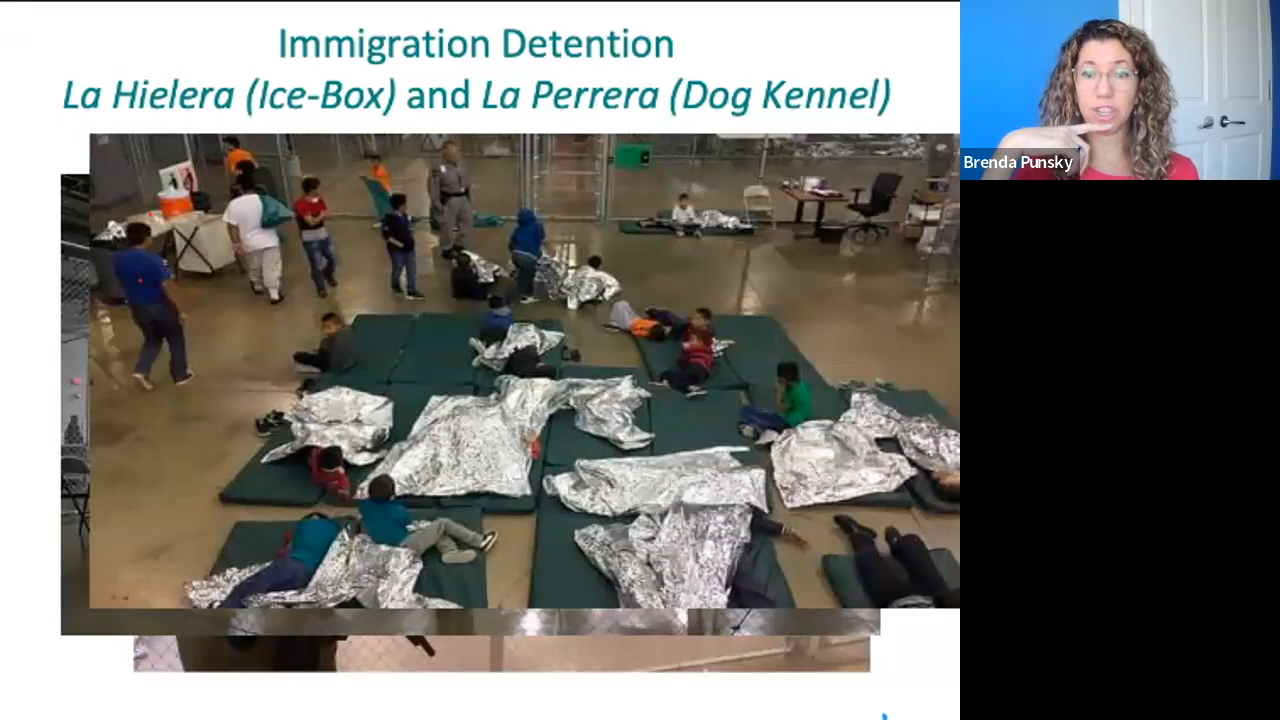 Immigration Detention
La Hielera (Ice-Box) and La Perrera (Dog Kennel)
Brenda Punsky